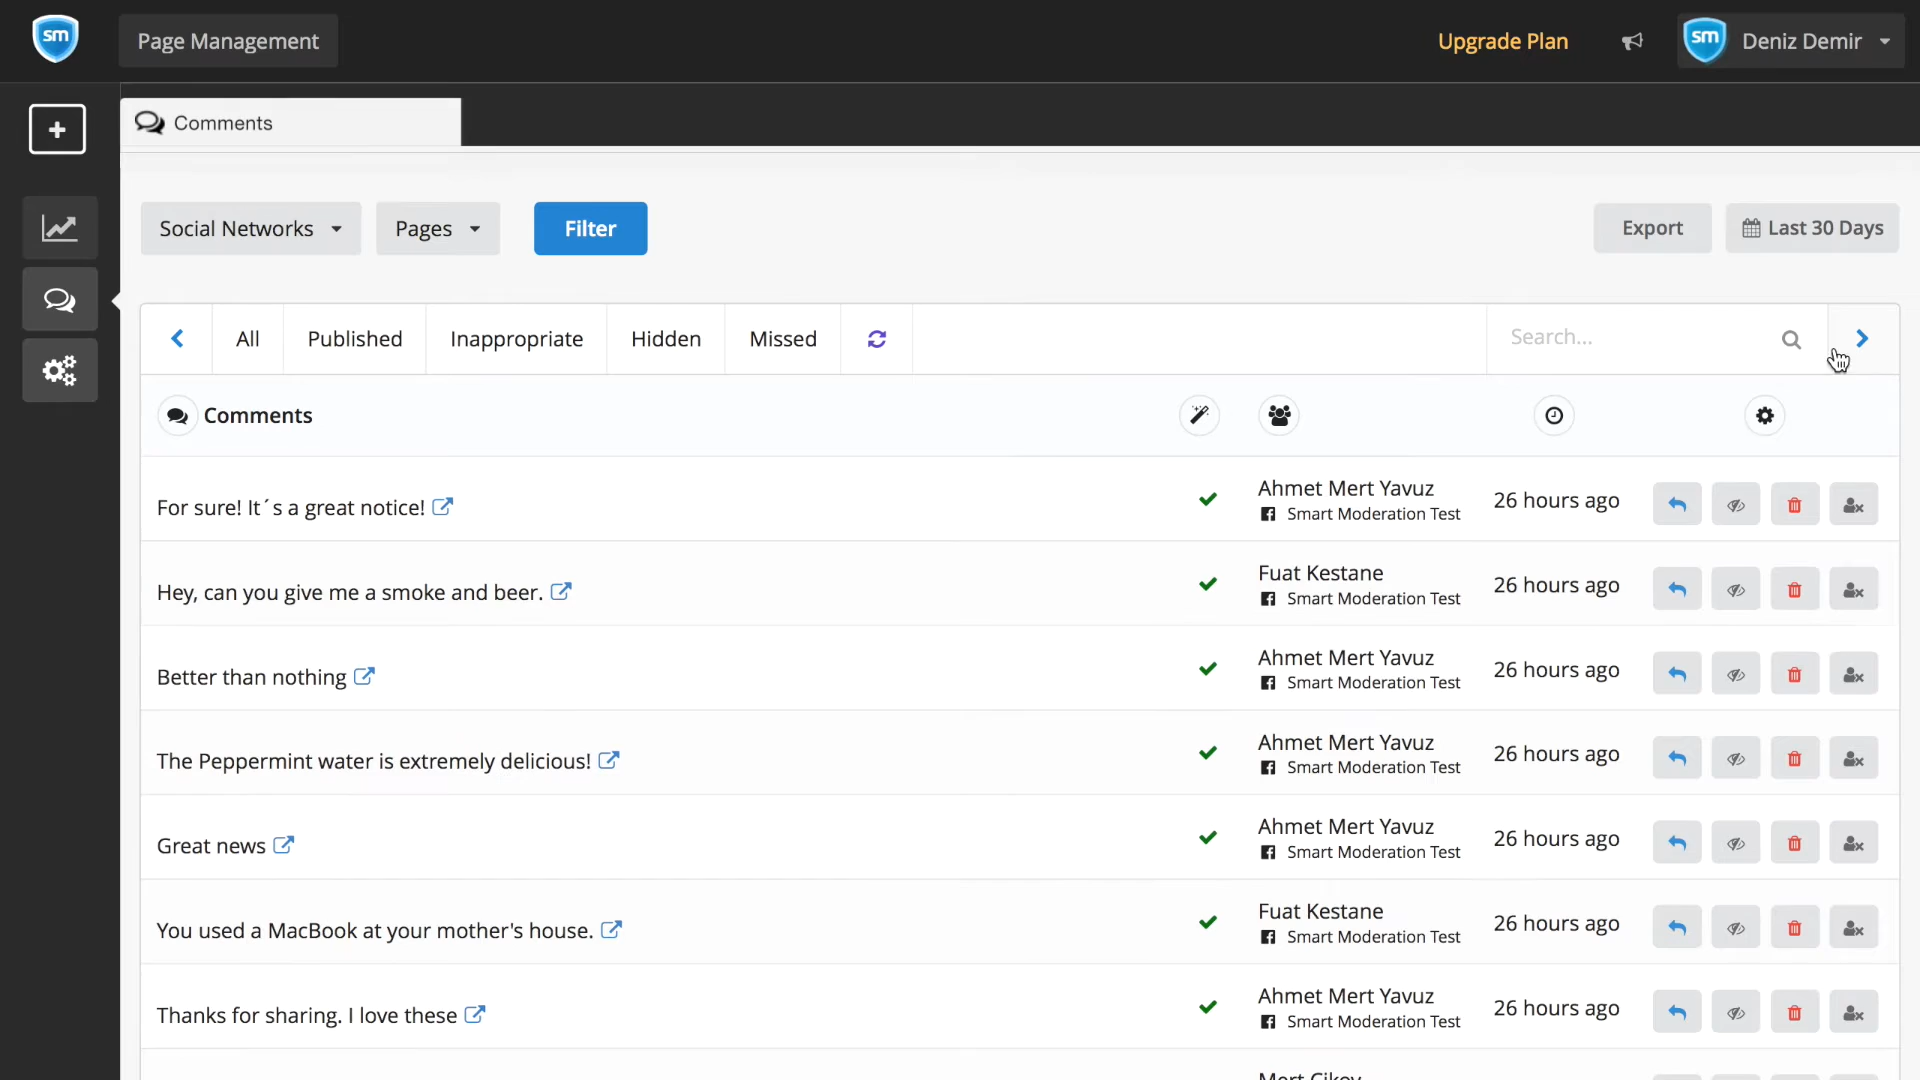 sm
Page Management
Upgrade Plan
sm
Deniz Demir
Comments
Social Networks
Pages
Filter
Export
Last 30 Days
All
Published
Inappropriate
Hidden
Missed
Search...
Comments
For sure! It´s a great notice!
Ahmet Mert Yavuz
Smart Moderation Test
26 hours ago
Hey, can you give me a smoke and beer.
Fuat Kestane
Smart Moderation Test
26 hours ago
Better than nothing
Ahmet Mert Yavuz
Smart Moderation Test
26 hours ago
The Peppermint water is extremely delicious!
Ahmet Mert Yavuz
Smart Moderation Test
26 hours ago
Great news
Ahmet Mert Yavuz
Smart Moderation Test
26 hours ago
You used a MacBook at your mother's house.
Fuat Kestane
Smart Moderation Test
26 hours ago
Thanks for sharing. I love these
Ahmet Mert Yavuz
Smart Moderation Test
26 hours ago